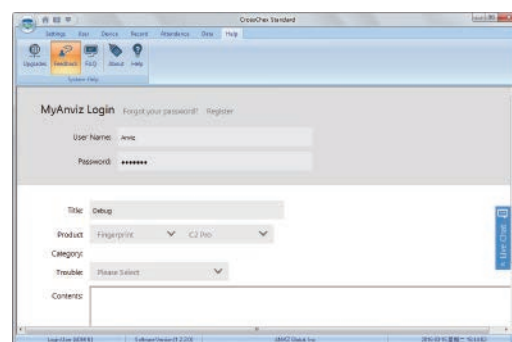 CrossChex Standard
Settings User Device Record Attendance Data Help
Upgrades Feedback FAQ About Help
System Help
MyAnviz Login Forgot your password? Register
User Name: Anviz
Password: •••••••
Title: Debug
Product Fingerprint C2 Pro
Category:
Trouble: Please Select
Contents:
Live Chat